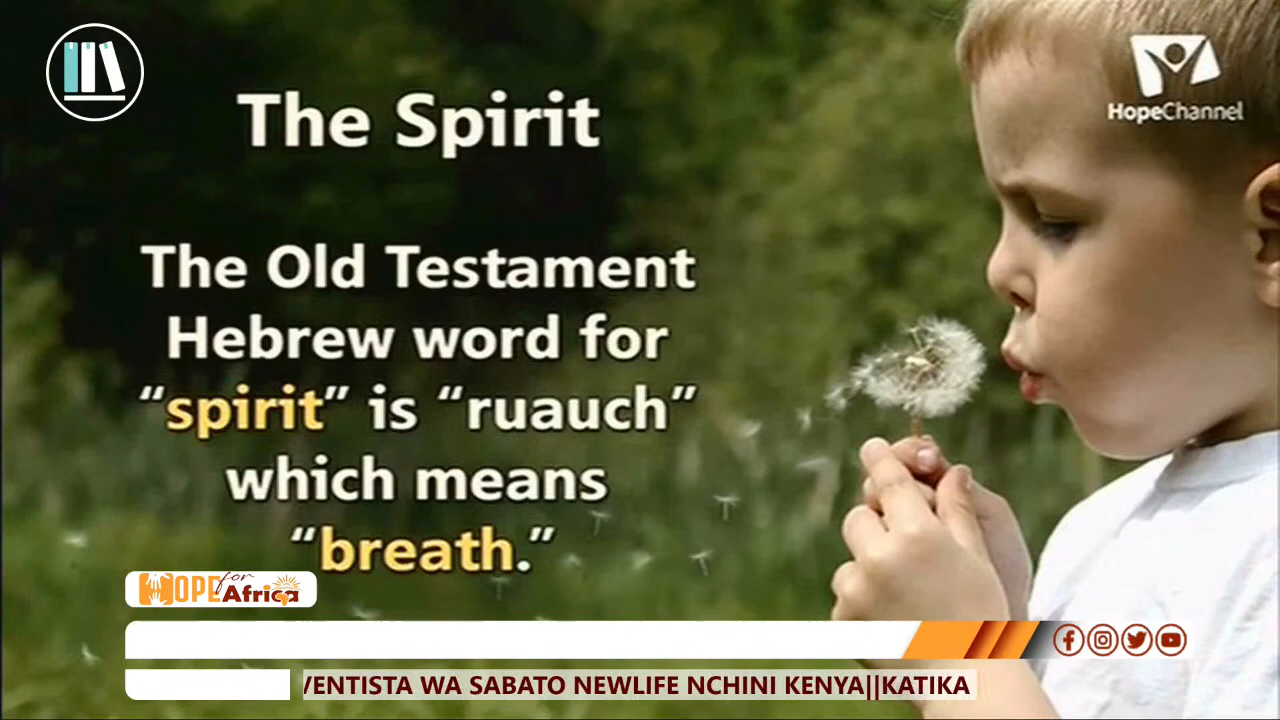 The Spirit
HopeChannel
The Old Testament
Hebrew word for
“spirit” is “ruauch”
which means
“breath.”
HOPE for
Africa
VENTISTA WA SABATO NEWLIFE NCHINI KENYA||KATIKA